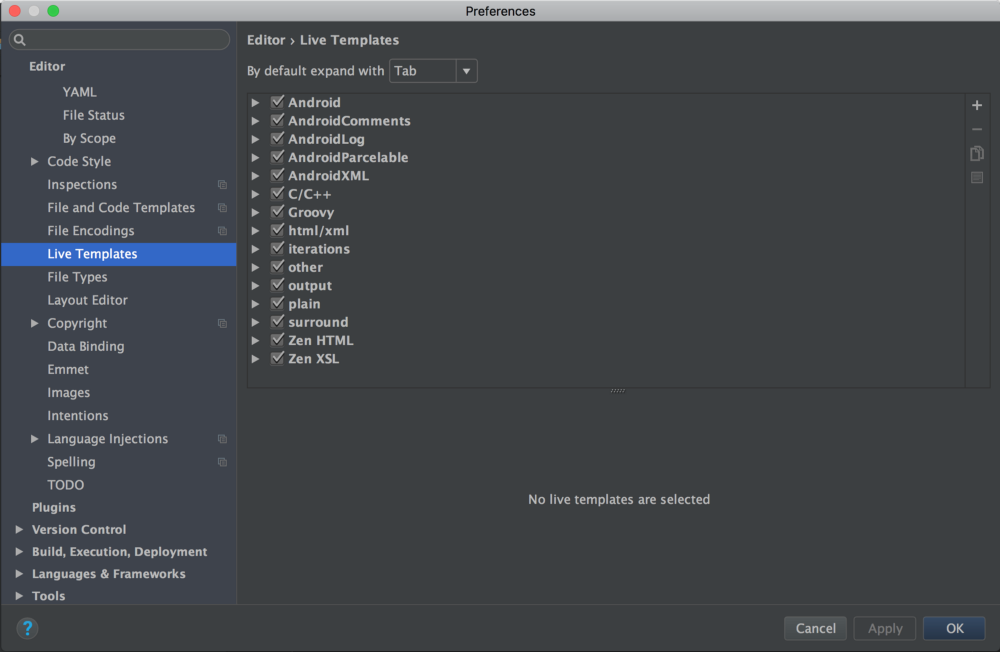 Preferences
Editor
YAML
File Status
By Scope
Code Style
Inspections
File and Code Templates
File Encodings
Live Templates
File Types
Layout Editor
Copyright
Data Binding
Emmet
Images
Intentions
Language Injections
Spelling
TODO
Plugins
Version Control
Build, Execution, Deployment
Languages & Frameworks
Tools
Editor › Live Templates
By default expand with Tab
Android
AndroidComments
AndroidLog
AndroidParcelable
AndroidXML
C/C++
Groovy
html/xml
iterations
other
output
plain
surround
Zen HTML
Zen XSL
No live templates are selected
?
Cancel Apply OK